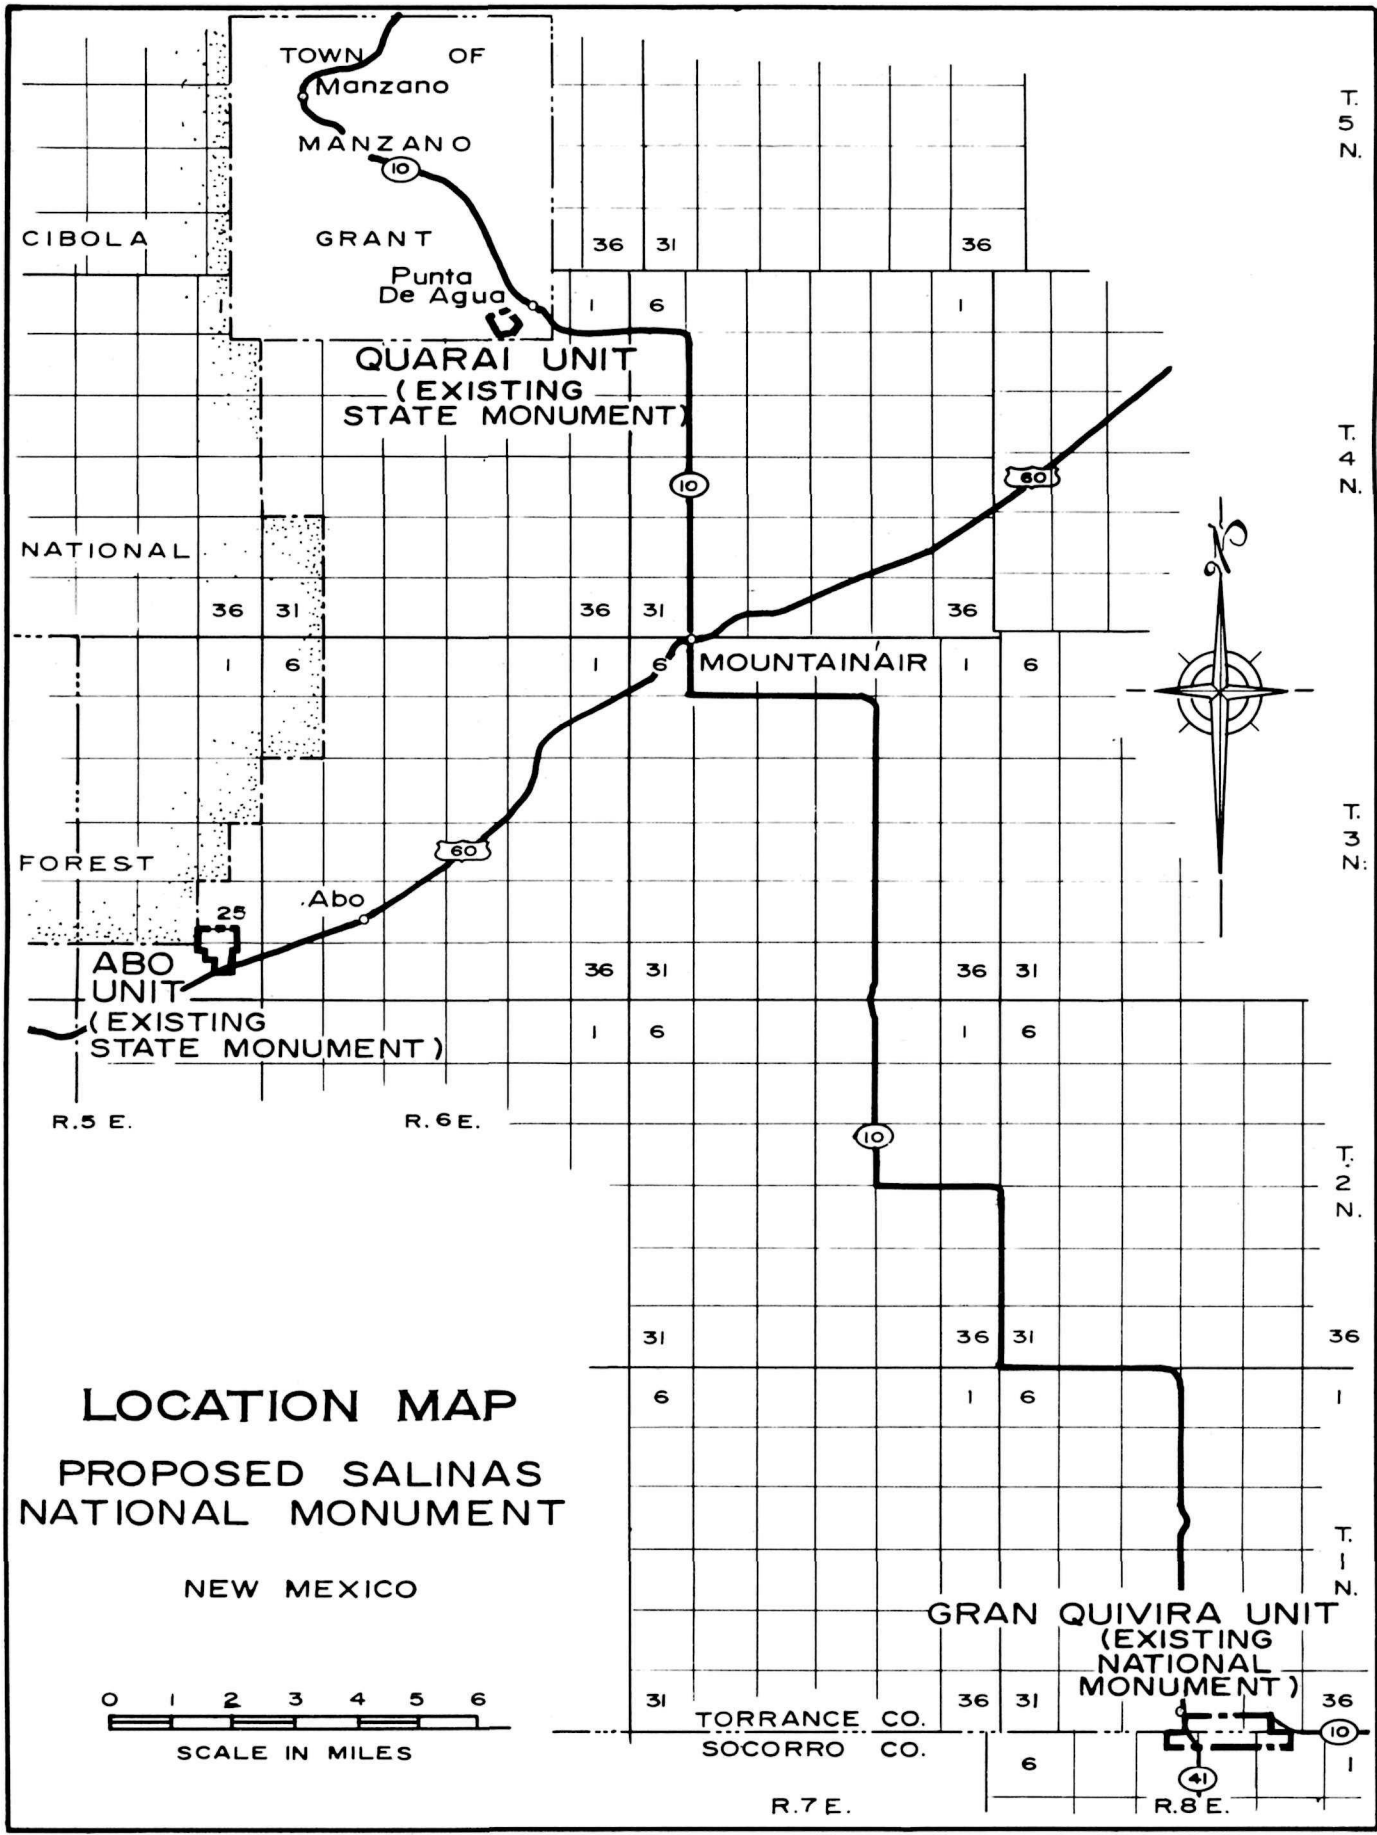 TOWN OF
Manzano
MANZANO
10
GRANT
CIBOLA
Punta
De Agua
36 31 36
1 1 6 1
QUARAI UNIT
(EXISTING
STATE MONUMENT)
T.
5
N.
T.
4
N.
10
60
N
NATIONAL
36 31 36 31 36
1 6 1 6 MOUNTAINAIR 1 6
T.
3
N.
FOREST
60
Abo
25
ABO
UNIT
(EXISTING
STATE MONUMENT)
36 31 36 31
1 6 1 6
R.5 E. R.6 E.
10
T.
2
N.
31 36 31 36
6 1 6 1
LOCATION MAP
PROPOSED SALINAS
NATIONAL MONUMENT
NEW MEXICO
T.
1
N.
GRAN QUIVIRA UNIT
(EXISTING
NATIONAL
MONUMENT)
0 1 2 3 4 5 6
SCALE IN MILES
31 36 31 36
TORRANCE CO.
SOCORRO CO.
10
6 1
41
R.7 E. R.8 E.